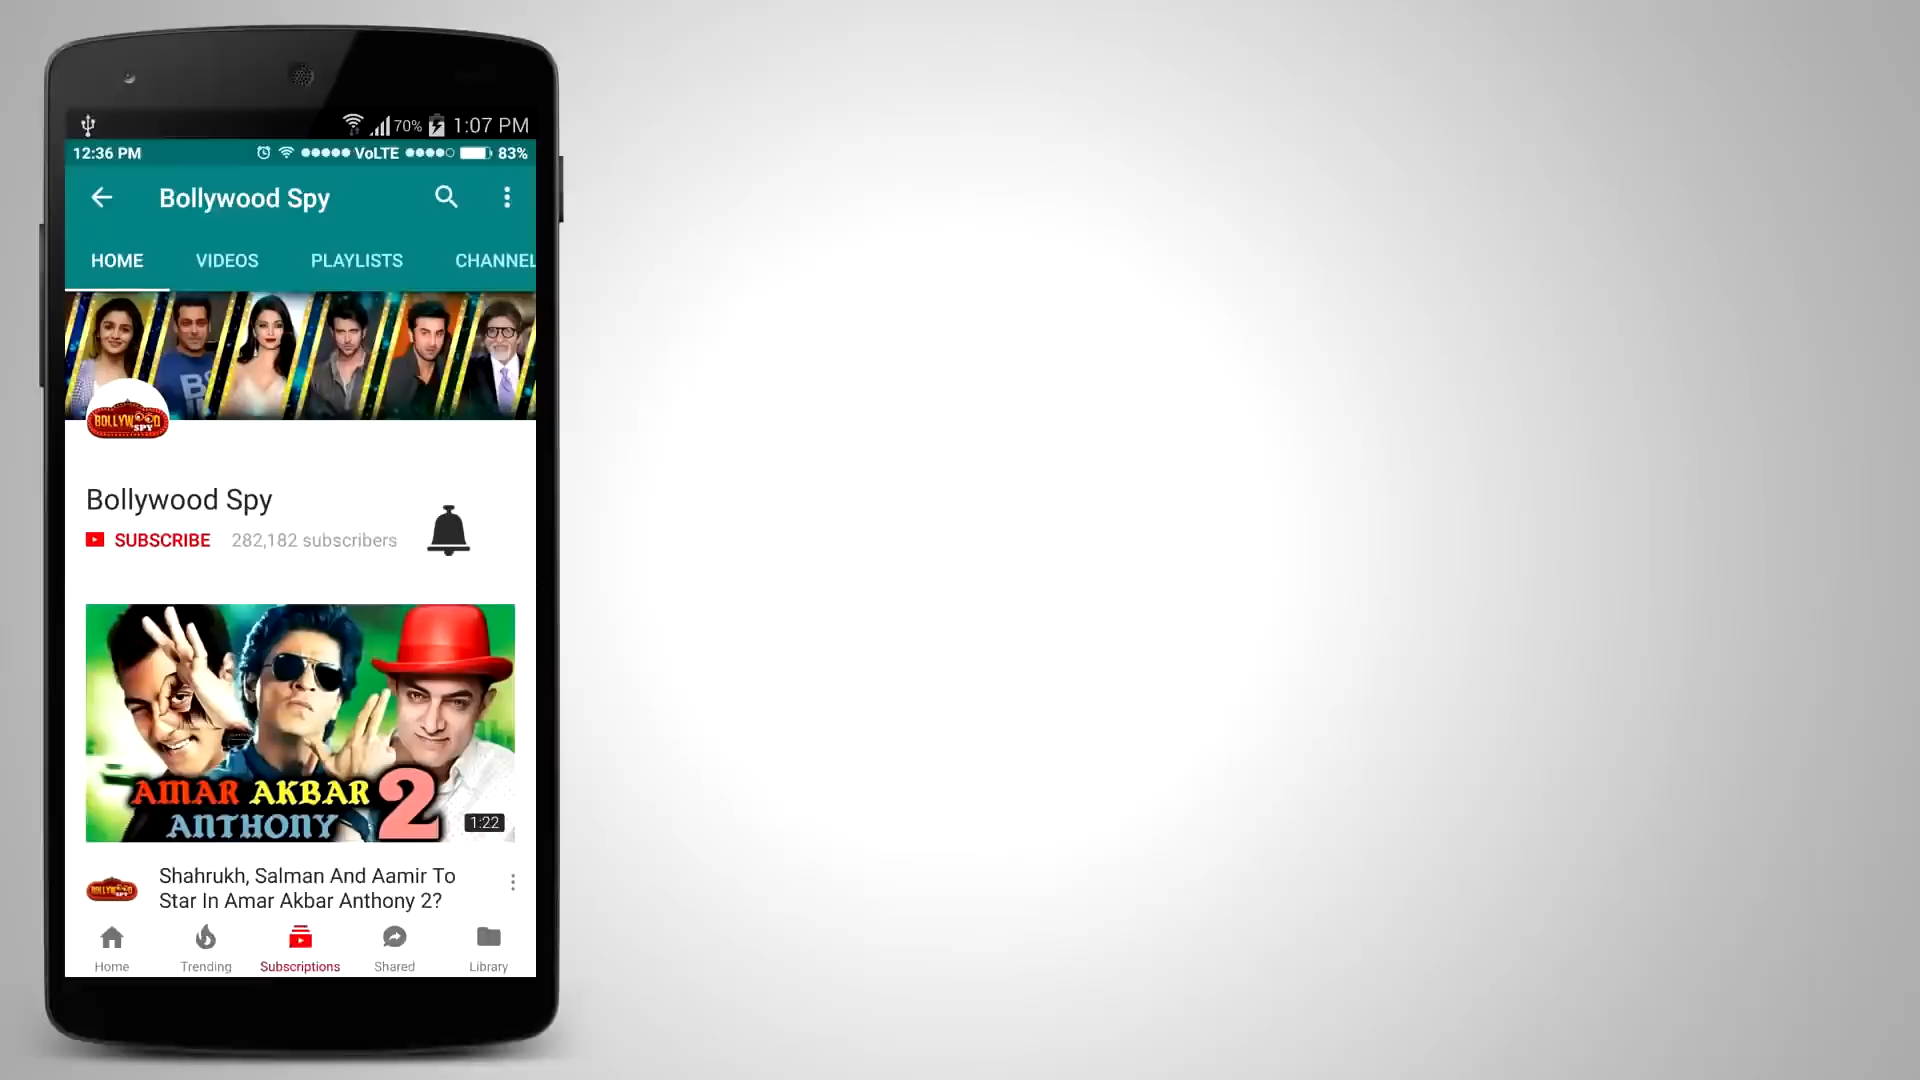 70% 1:07 PM
12:36 PM VoLTE 83%
Bollywood Spy
HOME VIDEOS PLAYLISTS CHANNEL
BOLLYWOOD
SPY
Bollywood Spy
SUBSCRIBE 282,182 subscribers
AMAR AKBAR
ANTHONY 2
1:22
Shahrukh, Salman And Aamir To
Star In Amar Akbar Anthony 2?
Home Trending Subscriptions Shared Library